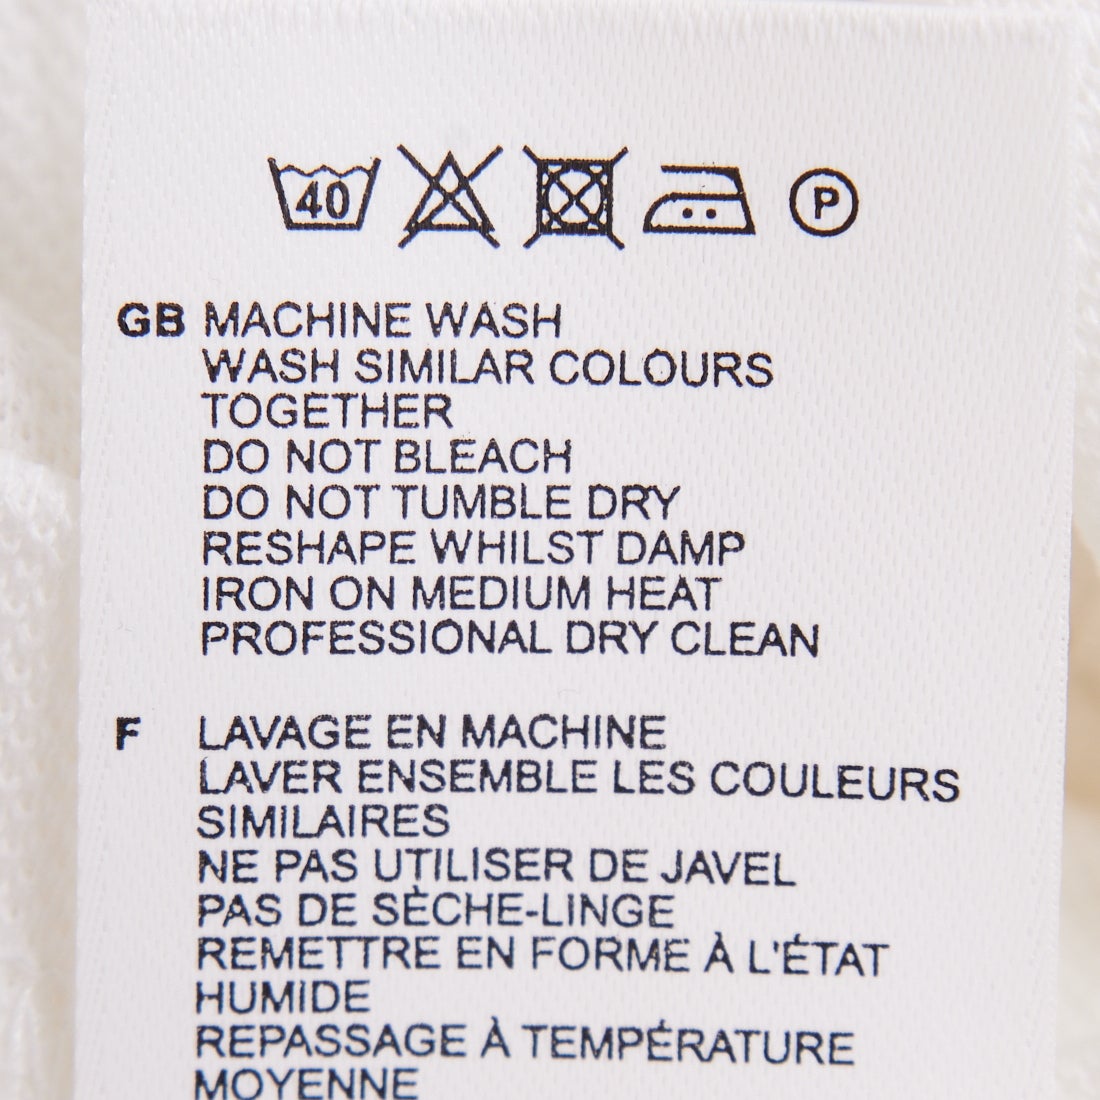 40 P
GB MACHINE WASH
WASH SIMILAR COLOURS
TOGETHER
DO NOT BLEACH
DO NOT TUMBLE DRY
RESHAPE WHILST DAMP
IRON ON MEDIUM HEAT
PROFESSIONAL DRY CLEAN
F LAVAGE EN MACHINE
LAVER ENSEMBLE LES COULEURS
SIMILAIRES
NE PAS UTILISER DE JAVEL
PAS DE SÈCHE-LINGE
REMETTRE EN FORME À L'ÉTAT
HUMIDE
REPASSAGE À TEMPÉRATURE
MOYENNE